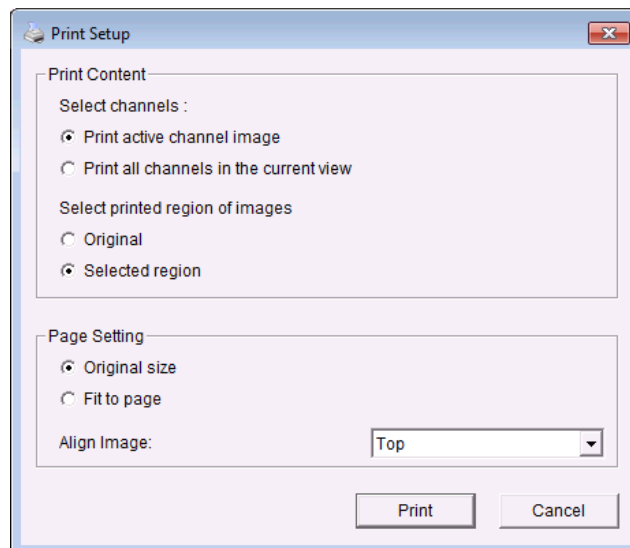 Print Setup
Print Content
Select channels :
Print active channel image
Print all channels in the current view
Select printed region of images
Original
Selected region
Page Setting
Original size
Fit to page
Align Image: Top
Print Cancel